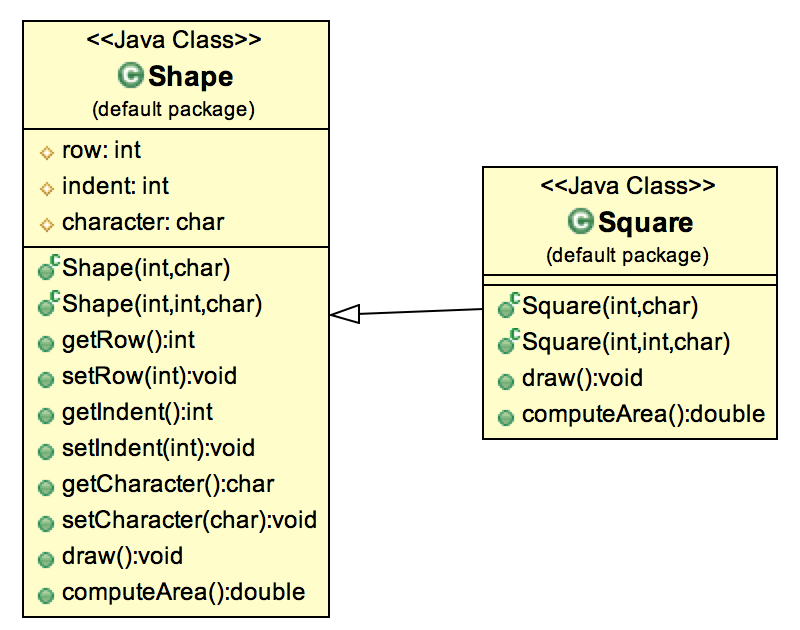 <<Java Class>>
C Shape
(default package)
row: int
indent: int
character: char
C Shape(int,char)
C Shape(int,int,char)
getRow():int
setRow(int):void
getIndent():int
setIndent(int):void
getCharacter():char
setCharacter(char):void
draw():void
computeArea():double
<<Java Class>>
C Square
(default package)
C Square(int,char)
C Square(int,int,char)
draw():void
computeArea():double